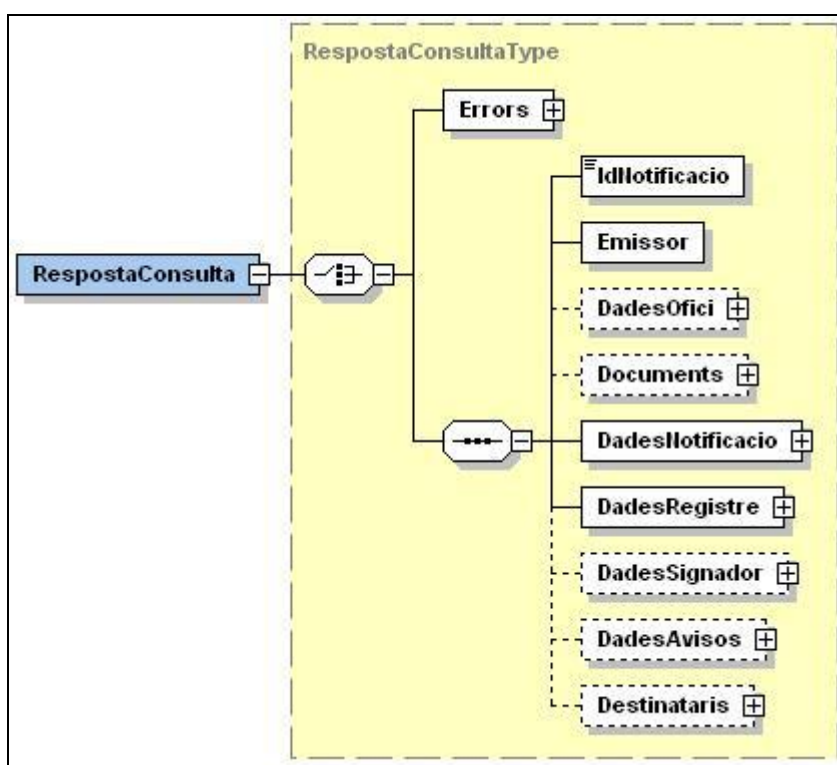 RespostaConsultaType
Errors
IdNotificacio
Emissor
RespostaConsulta
DadesOfici
Documents
DadesNotificacio
DadesRegistre
DadesSignador
DadesAvisos
Destinataris